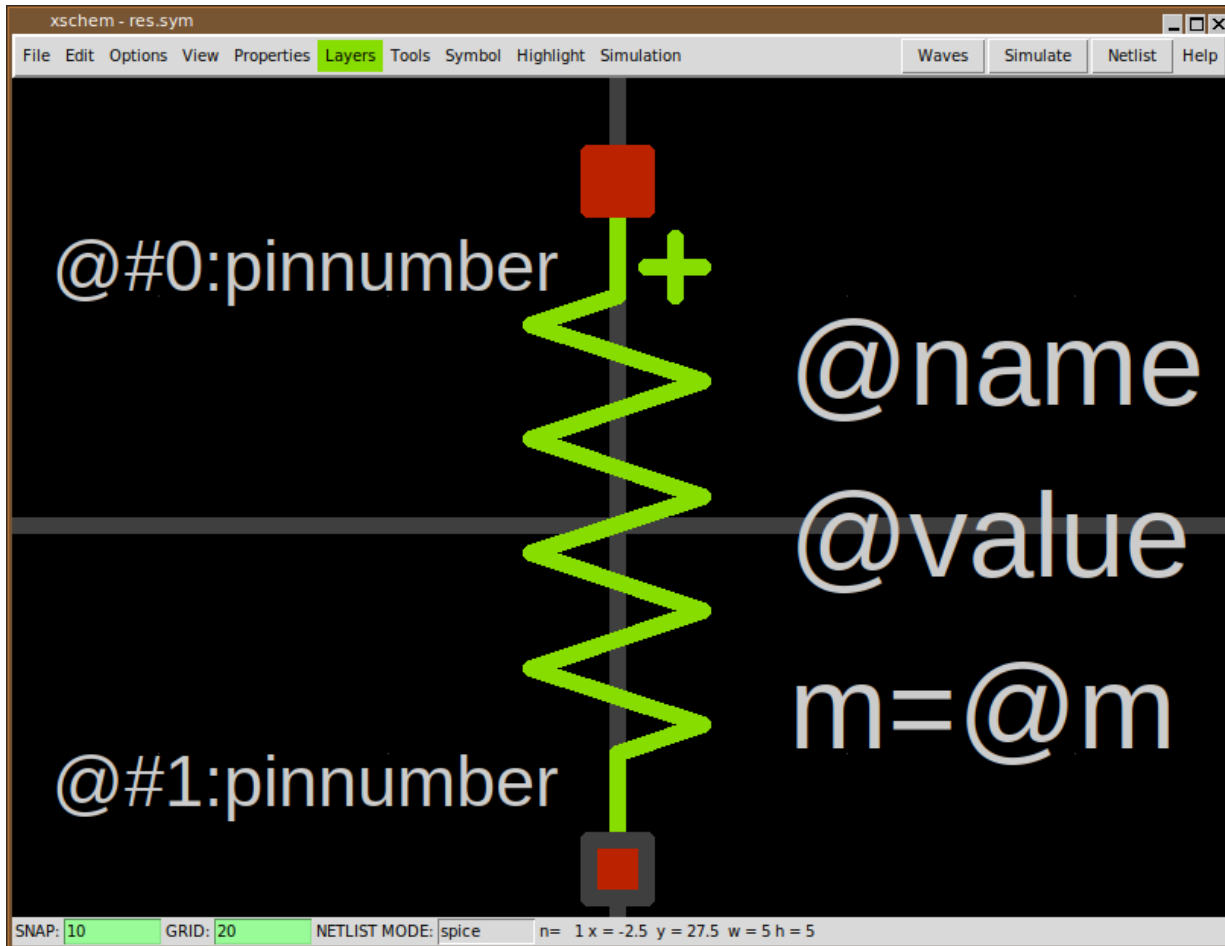 xschem - res.sym
File Edit Options View Properties Layers Tools Symbol Highlight Simulation Waves Simulate Netlist Help
@#0:pinnumber
@name
@value
m=@m
@#1:pinnumber
SNAP: 10 GRID: 20 NETLIST MODE: spice n= 1 x = -2.5 y = 27.5 w = 5 h = 5